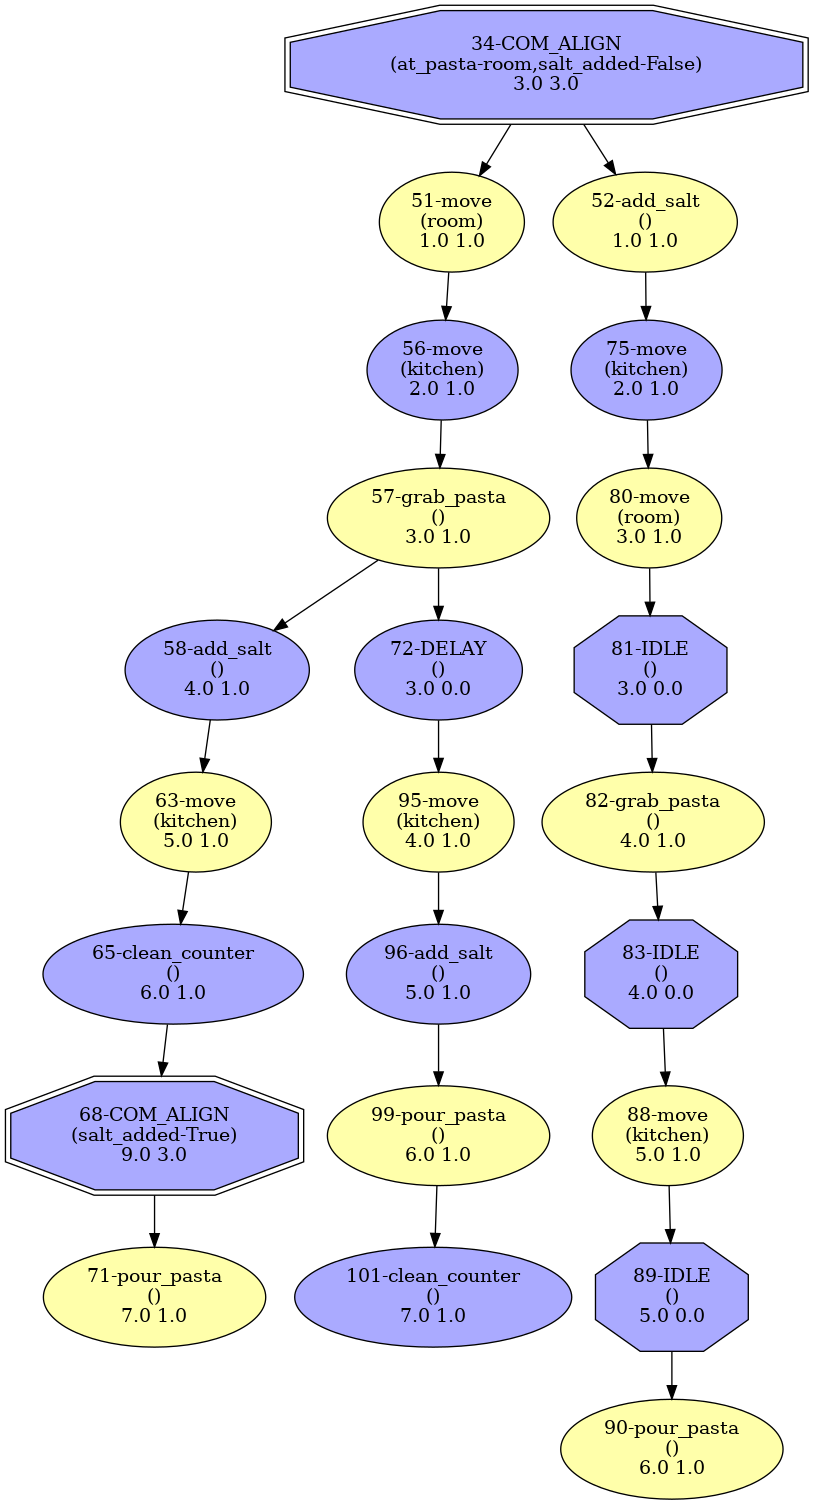 34-COM_ALIGN
(at_pasta-room,salt_added-False)
3.0 3.0
51-move
(room)
1.0 1.0
52-add_salt
()
1.0 1.0
56-move
(kitchen)
2.0 1.0
75-move
(kitchen)
2.0 1.0
57-grab_pasta
()
3.0 1.0
80-move
(room)
3.0 1.0
58-add_salt
()
4.0 1.0
72-DELAY
()
3.0 0.0
81-IDLE
()
3.0 0.0
63-move
(kitchen)
5.0 1.0
95-move
(kitchen)
4.0 1.0
82-grab_pasta
()
4.0 1.0
65-clean_counter
()
6.0 1.0
96-add_salt
()
5.0 1.0
83-IDLE
()
4.0 0.0
68-COM_ALIGN
(salt_added-True)
9.0 3.0
99-pour_pasta
()
6.0 1.0
88-move
(kitchen)
5.0 1.0
71-pour_pasta
()
7.0 1.0
101-clean_counter
()
7.0 1.0
89-IDLE
()
5.0 0.0
90-pour_pasta
()
6.0 1.0